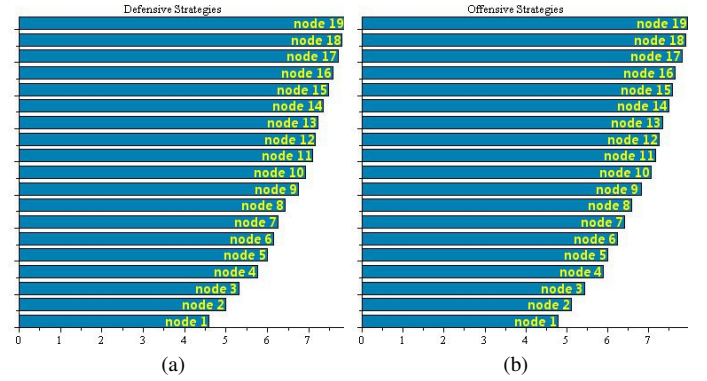 Defensive Strategies
node 19
node 18
node 17
node 16
node 15
node 14
node 13
node 12
node 11
node 10
node 9
node 8
node 7
node 6
node 5
node 4
node 3
node 2
node 1
0 1 2 3 4 5 6 7
(a)
Offensive Strategies
node 19
node 18
node 17
node 16
node 15
node 14
node 13
node 12
node 11
node 10
node 9
node 8
node 7
node 6
node 5
node 4
node 3
node 2
node 1
0 1 2 3 4 5 6 7
(b)